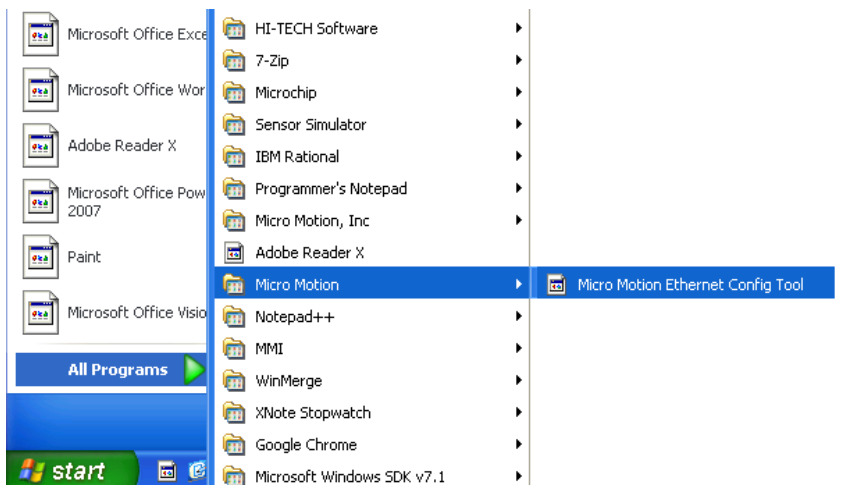 Microsoft Office Exce
Microsoft Office Wor
Adobe Reader X
Microsoft Office Pow
2007
Paint
Microsoft Office Visio
All Programs
start
HI-TECH Software
7-Zip
Microchip
Sensor Simulator
IBM Rational
Programmer's Notepad
Micro Motion, Inc
Adobe Reader X
Micro Motion
Notepad++
MMI
WinMerge
XNote Stopwatch
Google Chrome
Microsoft Windows SDK v7.1
Micro Motion Ethernet Config Tool